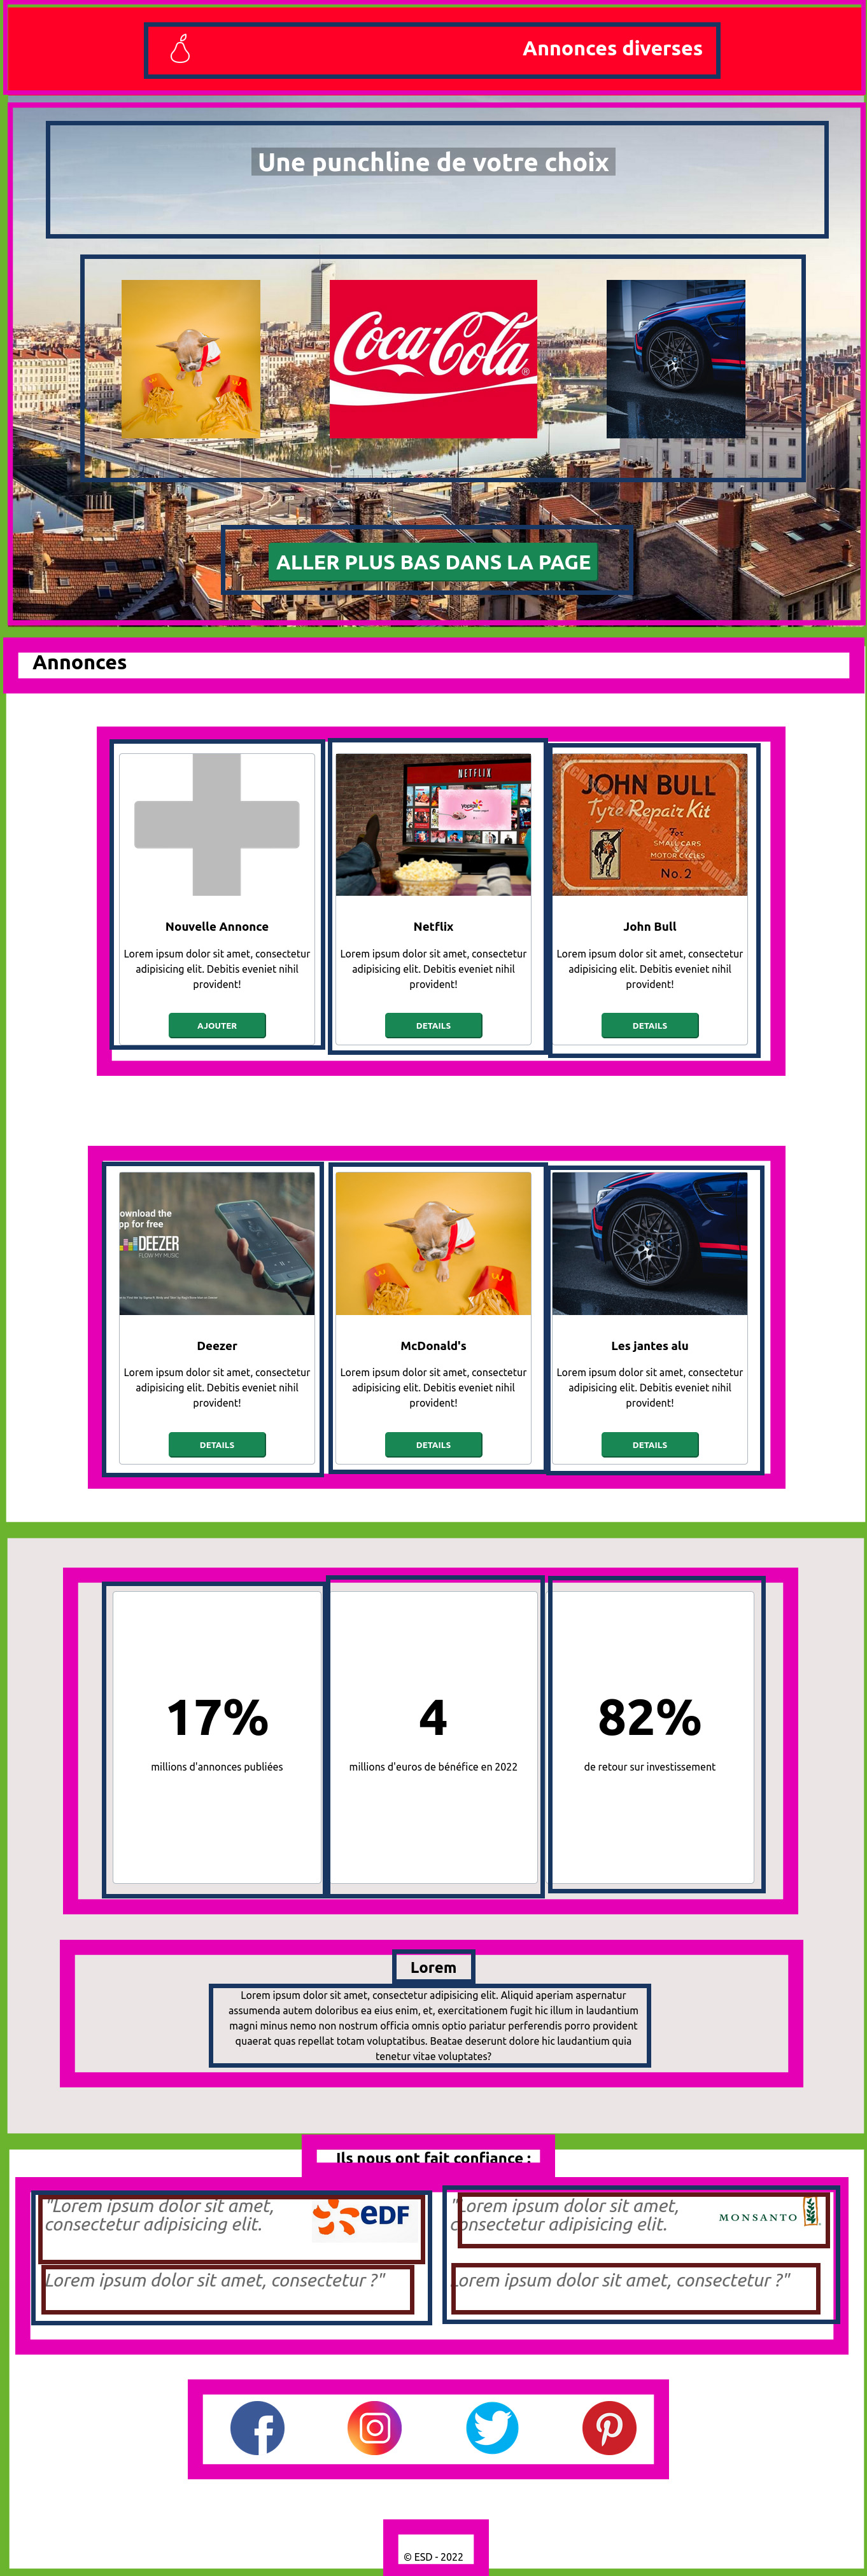 Annonces diverses
Une punchline de votre choix
Coca-Cola®
ALLER PLUS BAS DANS LA PAGE
Annonces
NETFLIX
yoplait
JOHN BULL
Tyre Repair Kit
For
SMALL CARS
MOTOR CYCLES
No. 2
Nouvelle Annonce
Netflix
John Bull
Lorem ipsum dolor sit amet, consectetur
adipisicing elit. Debitis eveniet nihil
provident!
Lorem ipsum dolor sit amet, consectetur
adipisicing elit. Debitis eveniet nihil
provident!
Lorem ipsum dolor sit amet, consectetur
adipisicing elit. Debitis eveniet nihil
provident!
AJOUTER
DETAILS
DETAILS
ownload the
pp for free
DEEZER
FLOW MY MUSIC
Deezer
McDonald's
Les jantes alu
Lorem ipsum dolor sit amet, consectetur
adipisicing elit. Debitis eveniet nihil
provident!
Lorem ipsum dolor sit amet, consectetur
adipisicing elit. Debitis eveniet nihil
provident!
Lorem ipsum dolor sit amet, consectetur
adipisicing elit. Debitis eveniet nihil
provident!
DETAILS
DETAILS
DETAILS
17%
millions d'annonces publiées
4
millions d'euros de bénéfice en 2022
82%
de retour sur investissement
Lorem
Lorem ipsum dolor sit amet, consectetur adipisicing elit. Aliquid aperiam aspernatur
assumenda autem doloribus ea eius enim, et, exercitationem fugit hic illum in laudantium
magni minus nemo non nostrum officia omnis optio pariatur perferendis porro provident
quaerat quas repellat totam voluptatibus. Beatae deserunt dolore hic laudantium quia
tenetur vitae voluptates?
Ils nous ont fait confiance :
"Lorem ipsum dolor sit amet,
consectetur adipisicing elit.
eDF
Lorem ipsum dolor sit amet, consectetur ?"
"Lorem ipsum dolor sit amet,
consectetur adipisicing elit.
MONSANTO
Lorem ipsum dolor sit amet, consectetur ?"
© ESD - 2022